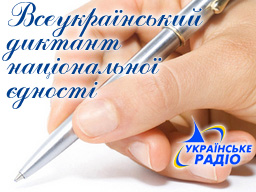 Всеукраїнський
диктант
національної
єдності
УКРАЇНСЬКЕ
РАДІО